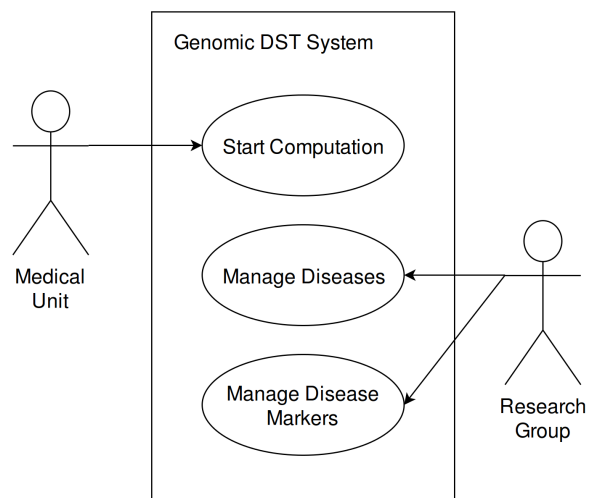 Genomic DST System
Start Computation
Medical
Unit
Manage Diseases
Manage Disease
Markers
Research
Group